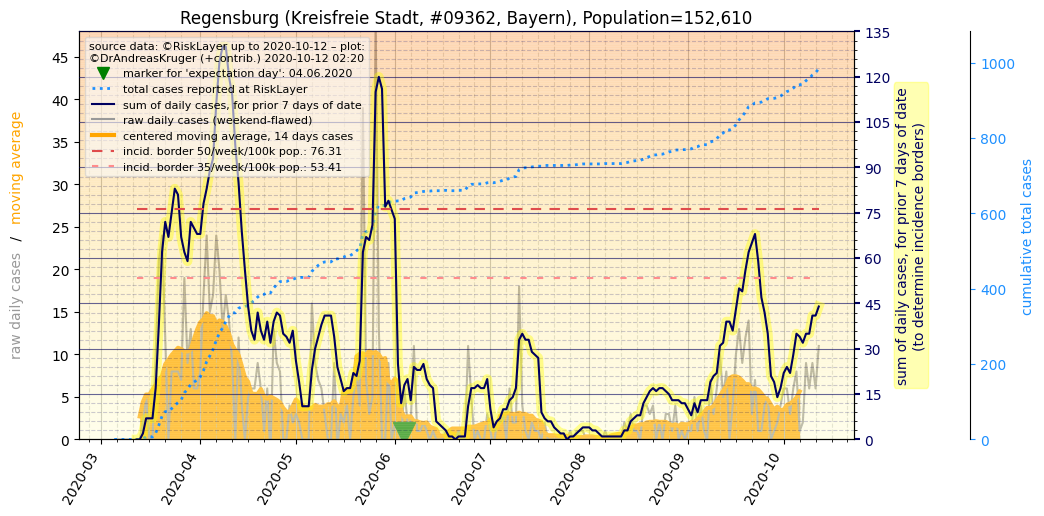 Regensburg (Kreisfreie Stadt, #09362, Bayern), Population=152,610
source data: ©RiskLayer up to 2020-10-12 – plot:
©DrAndreasKruger (+contrib.) 2020-10-12 02:20
marker for 'expectation day': 04.06.2020
total cases reported at RiskLayer
sum of daily cases, for prior 7 days of date
raw daily cases (weekend-flawed)
centered moving average, 14 days cases
incid. border 50/week/100k pop.: 76.31
incid. border 35/week/100k pop.: 53.41
raw daily cases / moving average
45
40
35
30
25
20
15
10
5
0
135
120
105
90
75
60
45
30
15
0
sum of daily cases, for prior 7 days of date
(to determine incidence borders)
1000
800
600
400
200
0
cumulative total cases
2020-03
2020-04
2020-05
2020-06
2020-07
2020-08
2020-09
2020-10